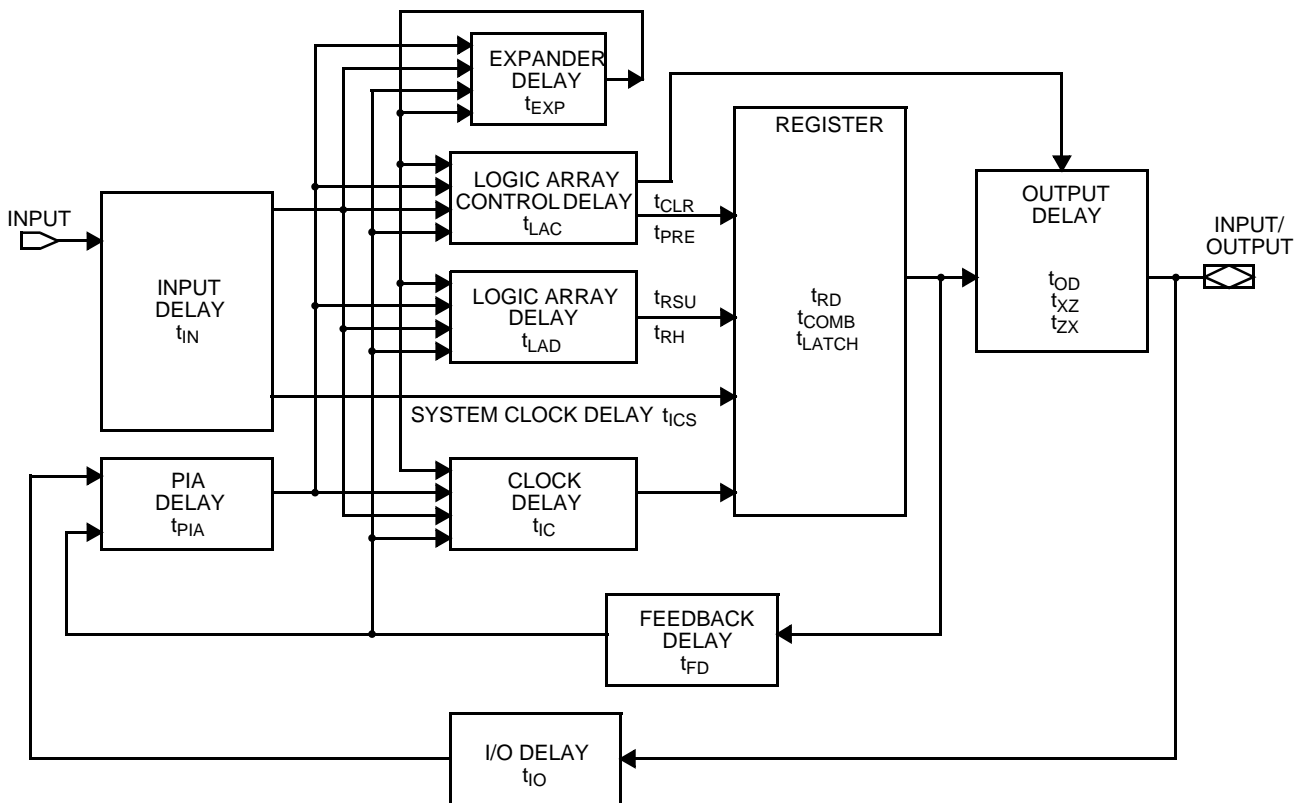 EXPANDER
DELAY
tEXP
REGISTER
LOGIC ARRAY
CONTROL DELAY
tLAC
tCLR
tPRE
OUTPUT
DELAY
tOD
tXZ
tZX
INPUT
INPUT/
OUTPUT
INPUT
DELAY
tIN
LOGIC ARRAY
DELAY
tLAD
tRSU
tRH
tRD
tCOMB
tLATCH
SYSTEM CLOCK DELAY tICS
PIA
DELAY
tPIA
CLOCK
DELAY
tIC
FEEDBACK
DELAY
tFD
I/O DELAY
tIO